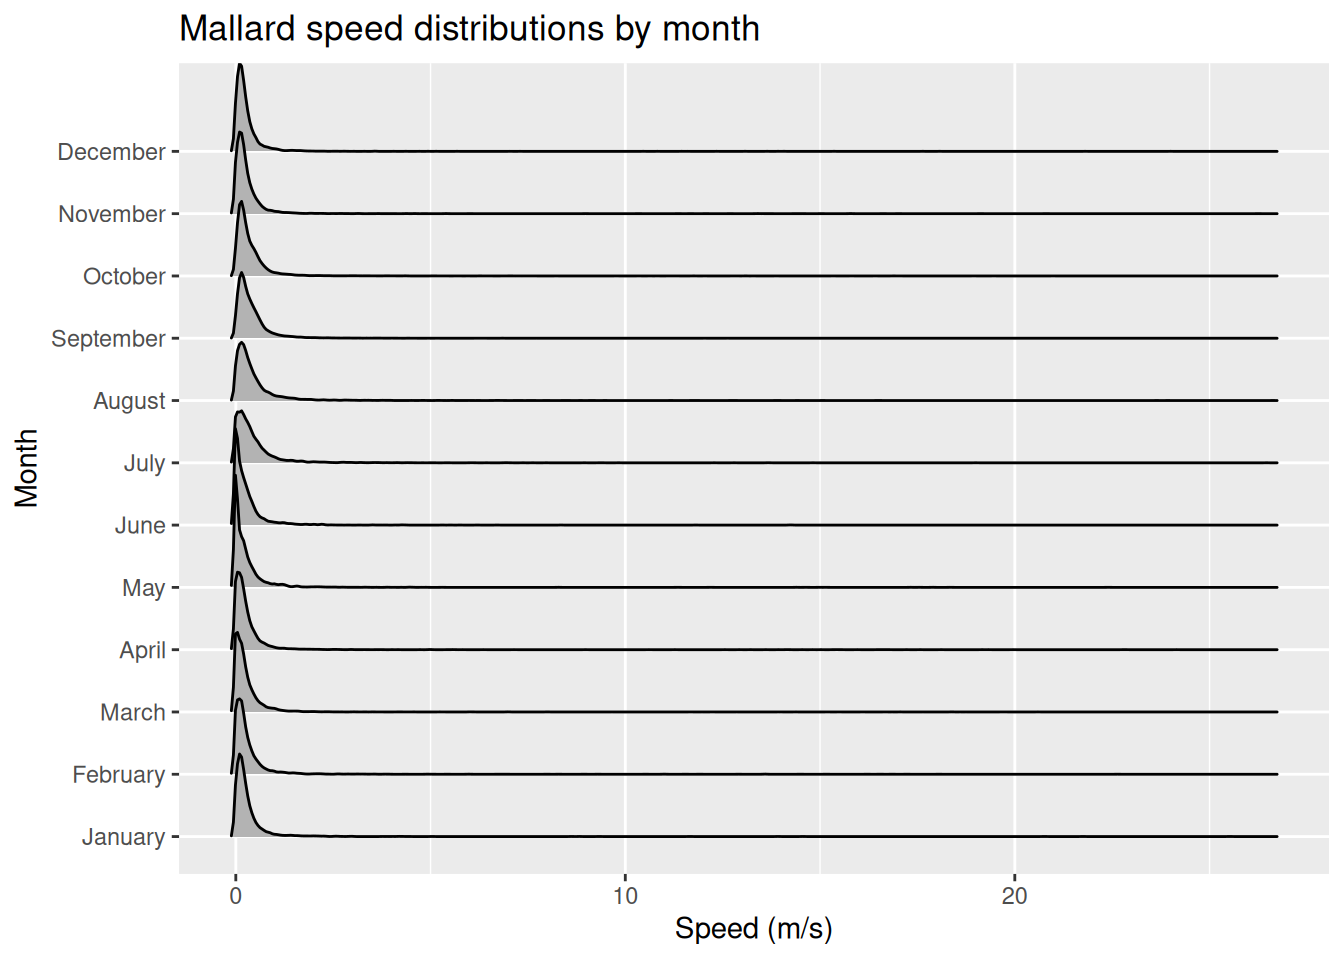 Mallard speed distributions by month
December
November
October
September
August
July
June
May
April
March
February
January
Month
0 10 20
Speed (m/s)